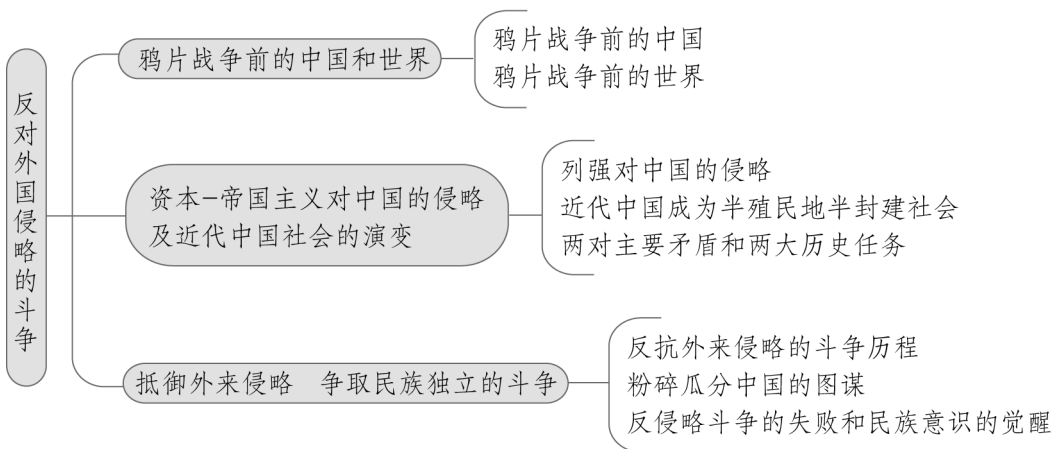 反对外国侵略的斗争
鸦片战争前的中国和世界
鸦片战争前的中国
鸦片战争前的世界
资本-帝国主义对中国的侵略
及近代中国社会的演变
列强对中国的侵略
近代中国成为半殖民地半封建社会
两对主要矛盾和两大历史任务
抵御外来侵略　争取民族独立的斗争
反抗外来侵略的斗争历程
粉碎瓜分中国的图谋
反侵略斗争的失败和民族意识的觉醒